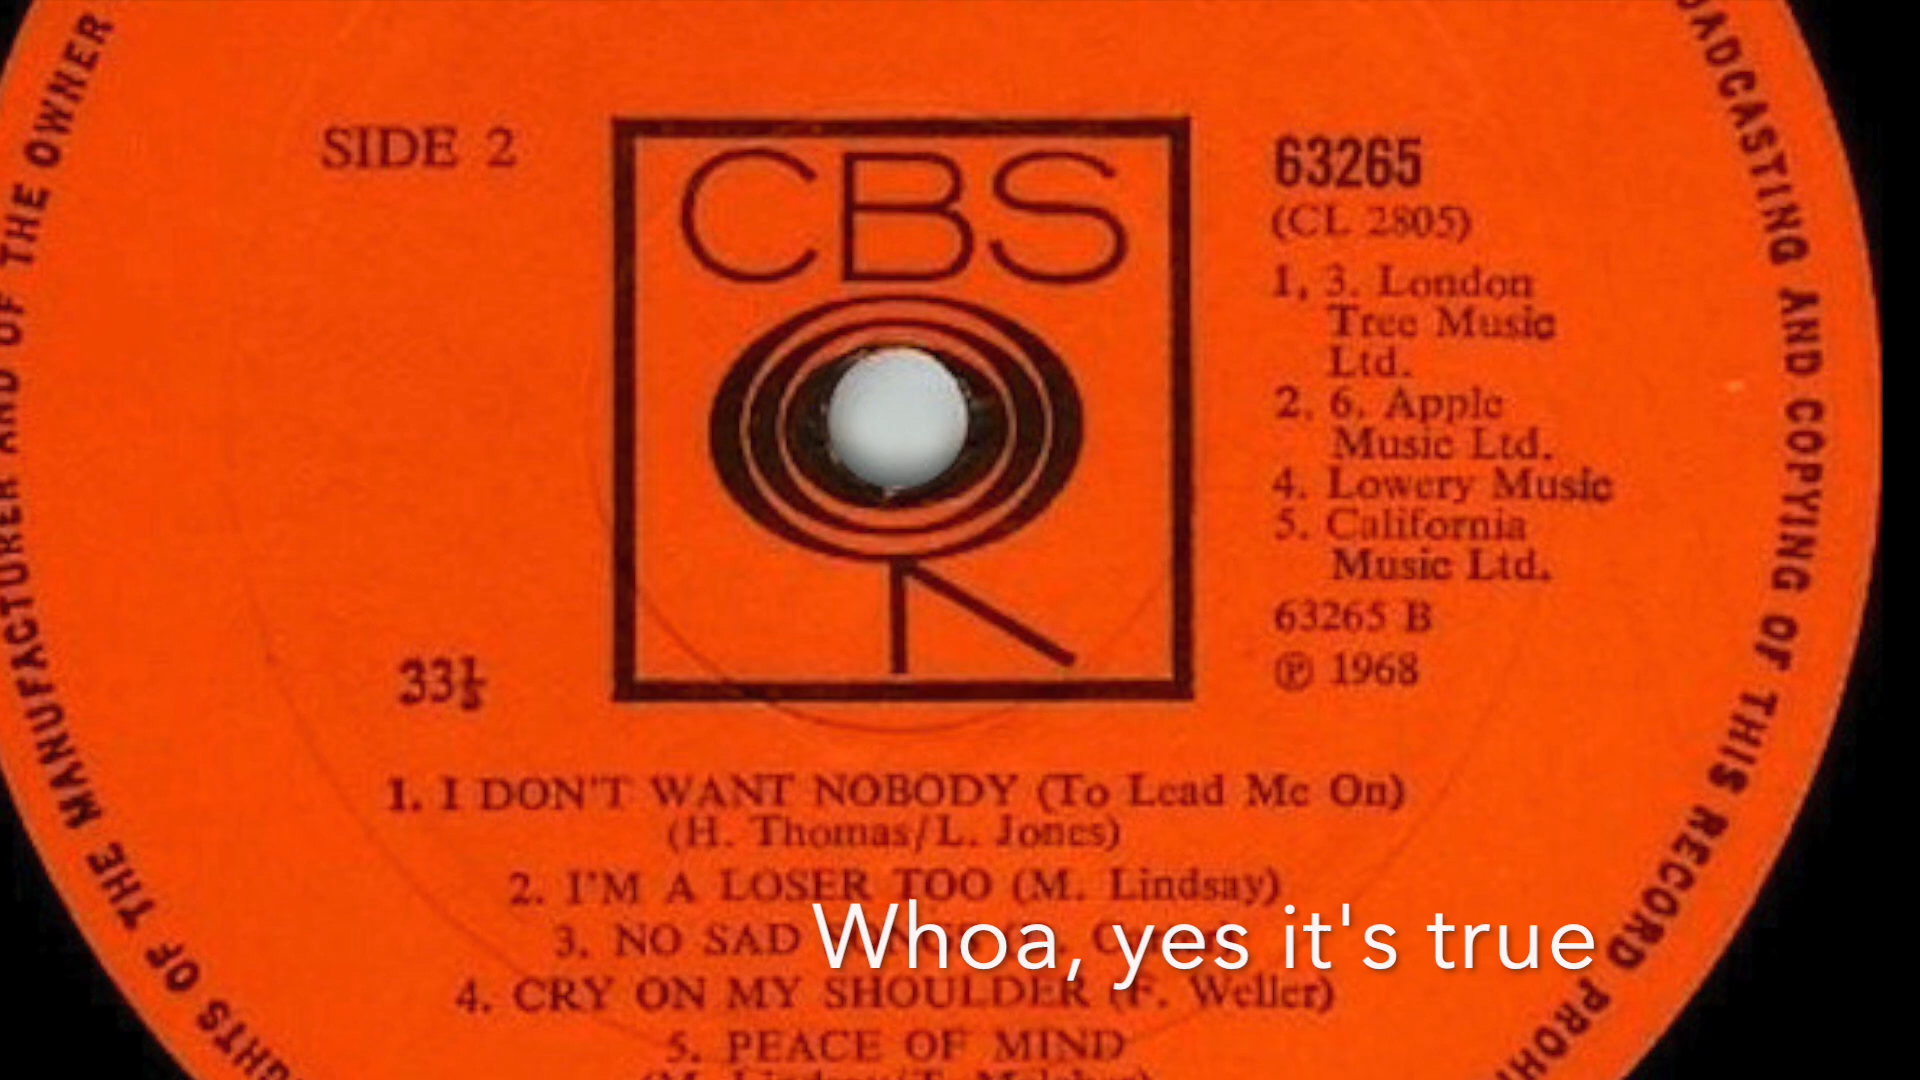 SIDE 2
CBS
63265
(CL 2805)
1, 3. London
Tree Music
Ltd.
2, 6. Apple
Music Ltd.
4. Lowery Music
5. California
Music Ltd.
63265 B
℗ 1968
33⅓
1. I DON'T WANT NOBODY (To Lead Me On)
(H. Thomas/L. Jones)
2. I'M A LOSER TOO (M. Lindsay)
3. NO SAD
Whoa, yes it's true
4. CRY ON MY SHOULDER (F. Weller)
5. PEACE OF MIND
OF THE MANUFACTURER AND OF THE OWNER
AND COPYING OF THIS RECORD